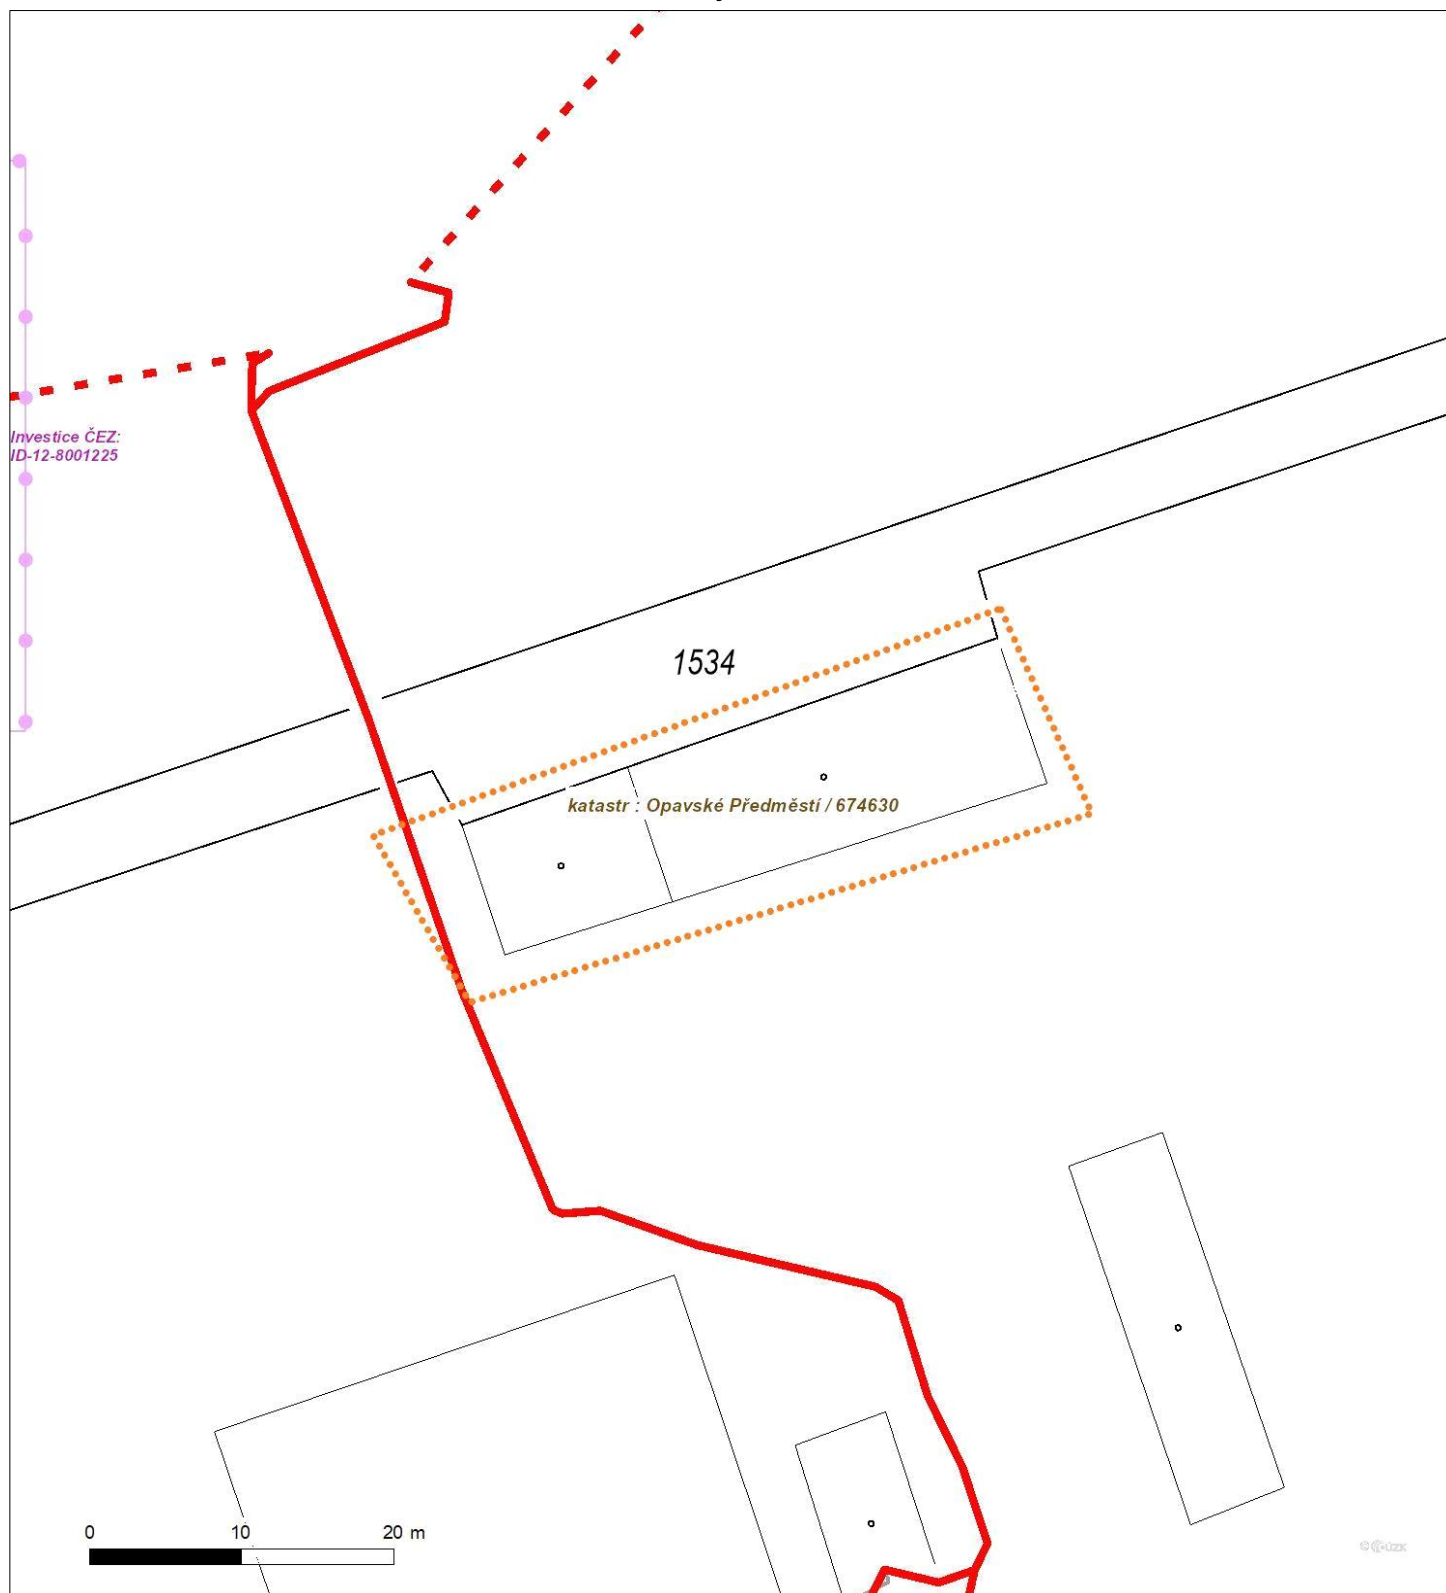 Investice ČEZ:
ID-12-8001225
1534
katastr : Opavské Předměstí / 674630
0 10 20 m